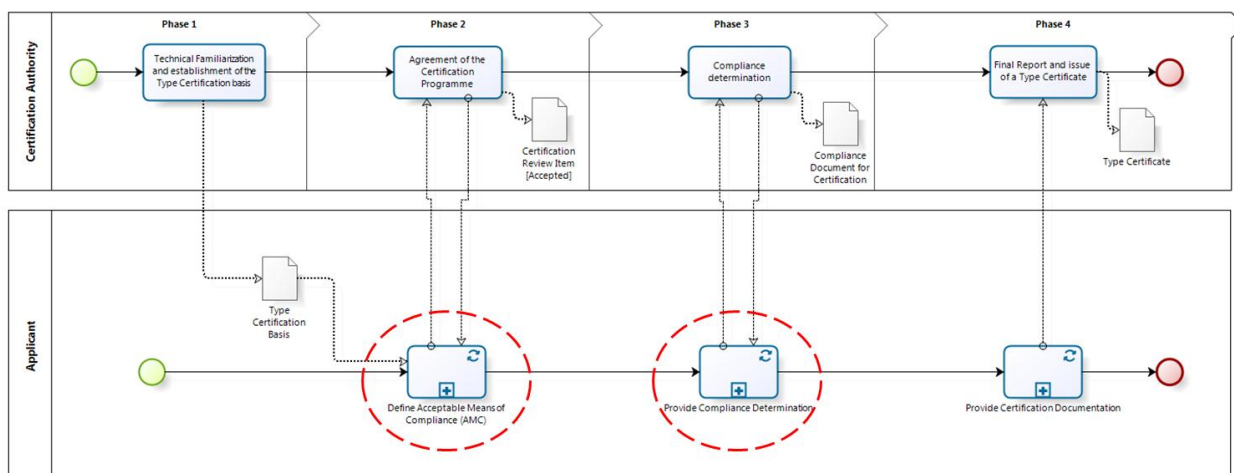 Phase 1
Phase 2
Phase 3
Phase 4
Certification Authority
Technical Familiarization
and establishment of the
Type Certification basis
Agreement of the
Certification
Programme
Compliance
determination
Final Report and issue
of a Type Certificate
Certification
Review Item
[Accepted]
Compliance
Document for
Certification
Type Certificate
Applicant
Type
Certification
Basis
Define Acceptable Means of
Compliance (AMC)
Provide Compliance Determination
Provide Certification Documentation